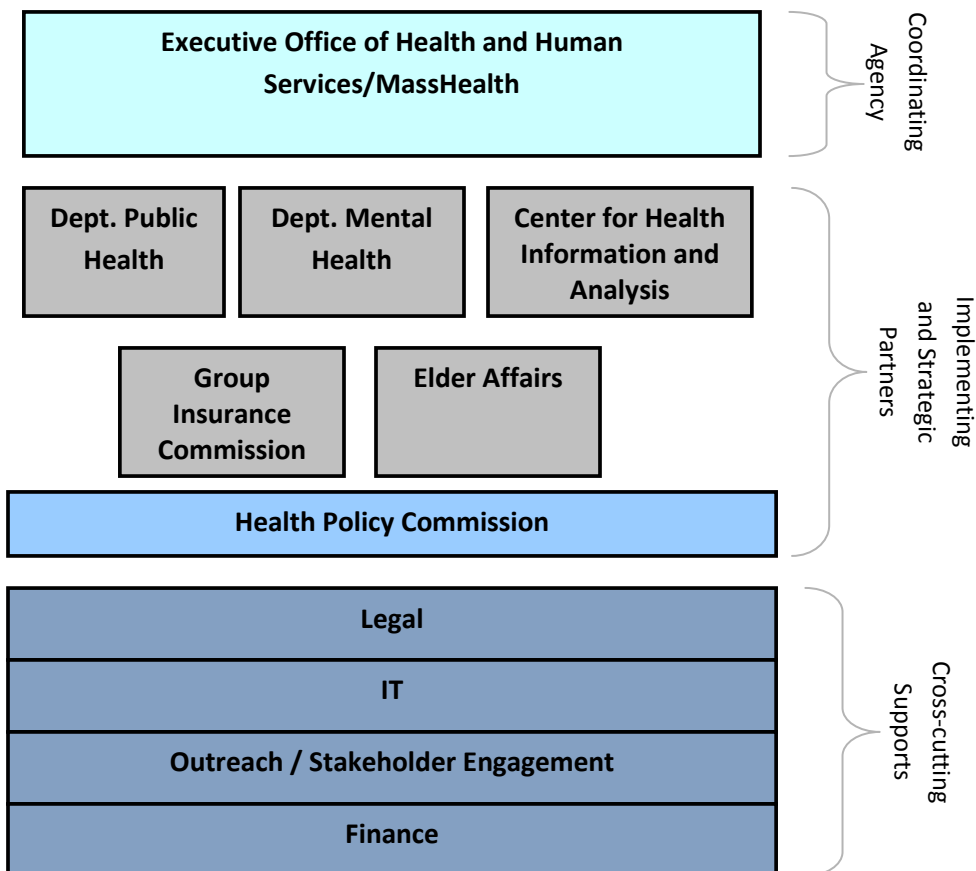 Executive Office of Health and Human
Services/MassHealth
Coordinating
Agency
Dept. Public
Health
Dept. Mental
Health
Center for Health
Information and
Analysis
Group
Insurance
Commission
Elder Affairs
Health Policy Commission
Implementing
and Strategic
Partners
Legal
IT
Outreach / Stakeholder Engagement
Finance
Cross-cutting
Supports